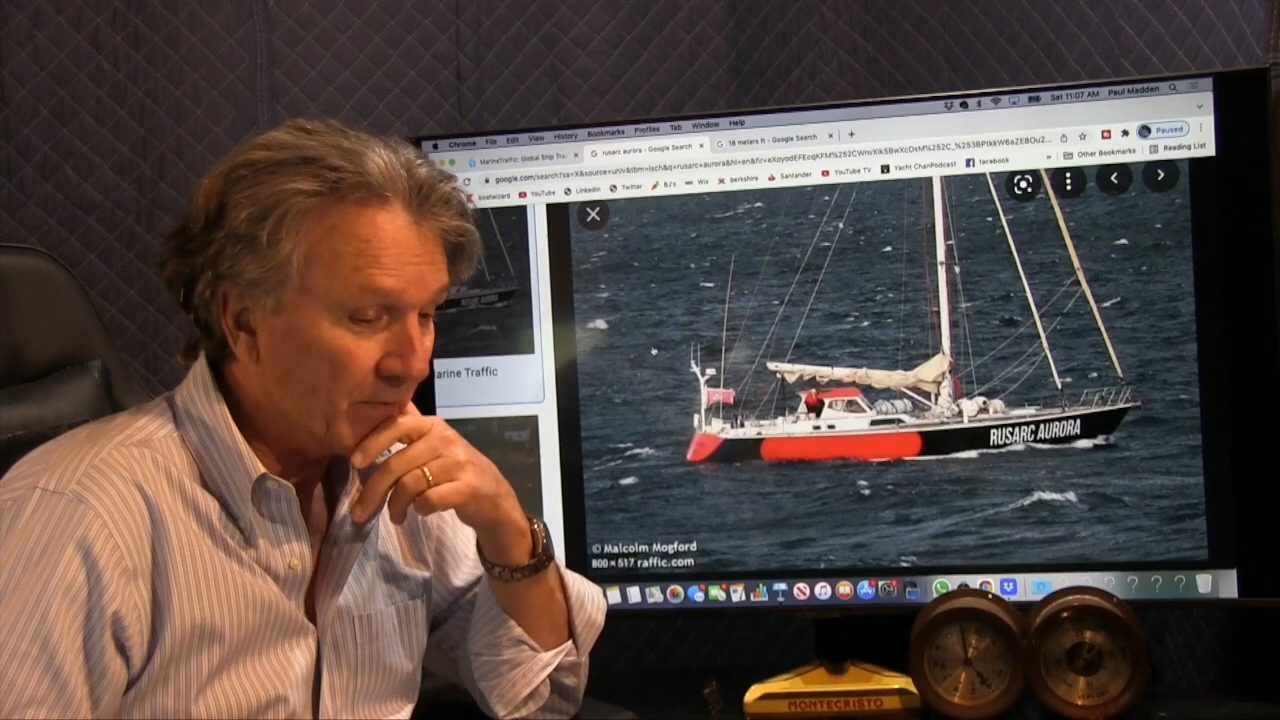 Chrome File Edit View History Bookmarks Profiles Tab Window Help Sat 11:07 AM Paul Madden
MarineTraffic: Global Ship Tra
rusarc aurora - Google Search
18 meters ft - Google Search
Paused
boatwizard YouTube Linkedin Twitter BJ's Wix berkshire Santander YouTube TV Yacht ChanPodcast facebook Other Bookmarks Reading List
RUSARC AURORA
arine Traffic
RUSARC AURORA
© Malcolm Mogford
800 × 517 raffic.com
MONTECRISTO